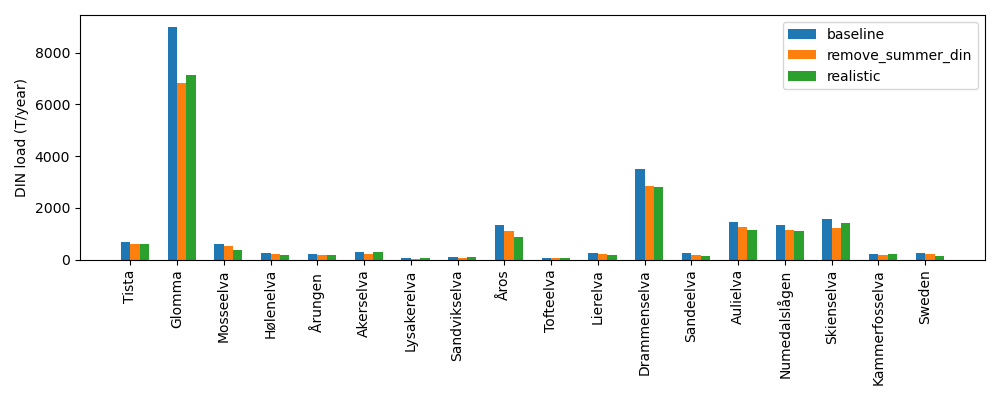 DIN load (T/year)
8000
6000
4000
2000
0
baseline
remove_summer_din
realistic
Tista
Glomma
Mosseelva
Hølenelva
Årungen
Akerselva
Lysakerelva
Sandvikselva
Åros
Tofteelva
Lierelva
Drammenselva
Sandeelva
Aulielva
Numedalslågen
Skienselva
Kammerfosselva
Sweden